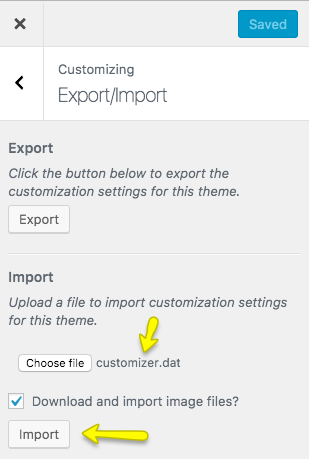 Saved
Customizing
Export/Import
Export
Click the button below to export the
customization settings for this theme.
Export
Import
Upload a file to import customization settings
for this theme.
Choose file customizer.dat
Download and import image files?
Import